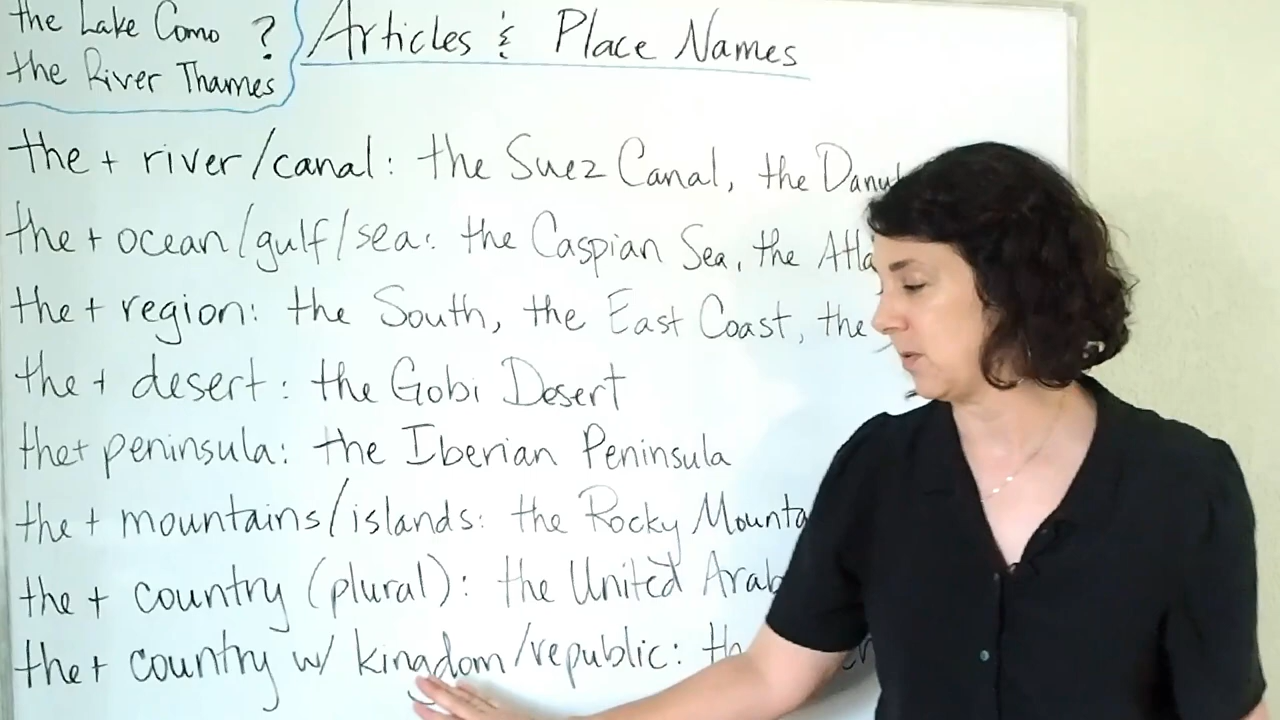 the Lake Como ?
the River Thames
Articles & Place Names
the + river/canal: the Suez Canal, the
the + ocean/gulf/sea: the Caspian Sea, the
the + region: the South, the East Coast, the
the + desert: the Gobi Desert
the + peninsula: the Iberian Peninsula
the + mountains/islands: the Rocky
the + country (plural): the United Arab
the + country w/ kingdom/republic: